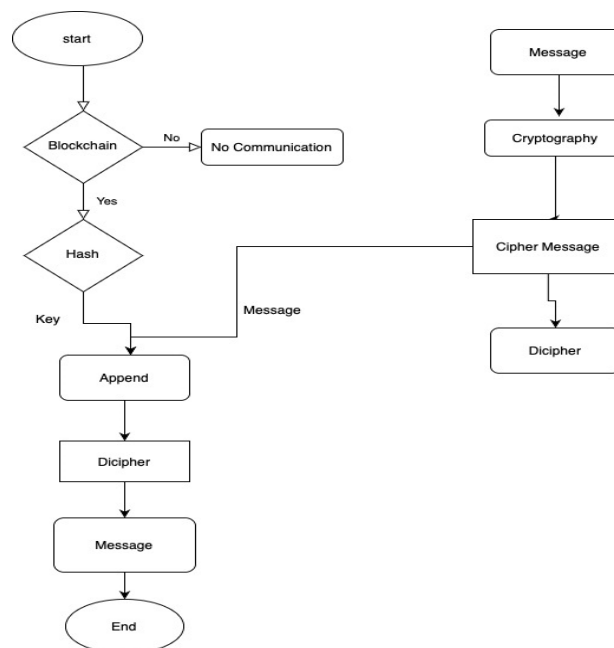 start
Message
Blockchain
No
No Communication
Cryptography
Yes
Hash
Cipher Message
Key
Message
Append
Dicipher
Dicipher
Message
End